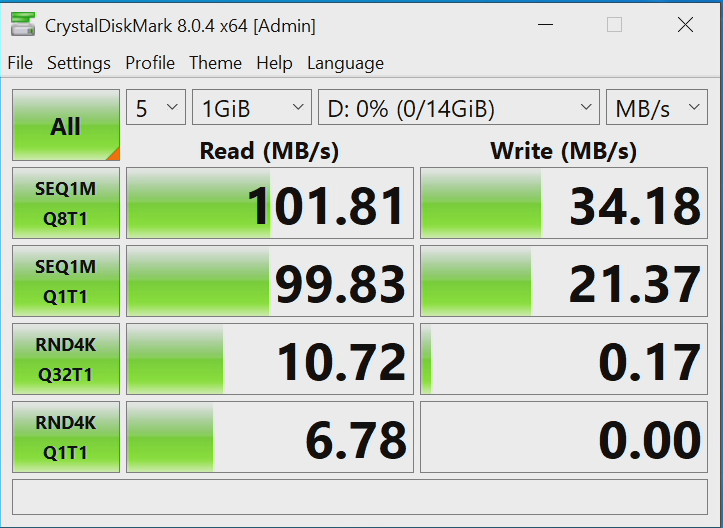 CrystalDiskMark 8.0.4 x64 [Admin]
File Settings Profile Theme Help Language
All 5 1GiB D: 0% (0/14GiB) MB/s
Read (MB/s) Write (MB/s)
SEQ1M
Q8T1
101.81 34.18
SEQ1M
Q1T1
99.83 21.37
RND4K
Q32T1
10.72 0.17
RND4K
Q1T1
6.78 0.00